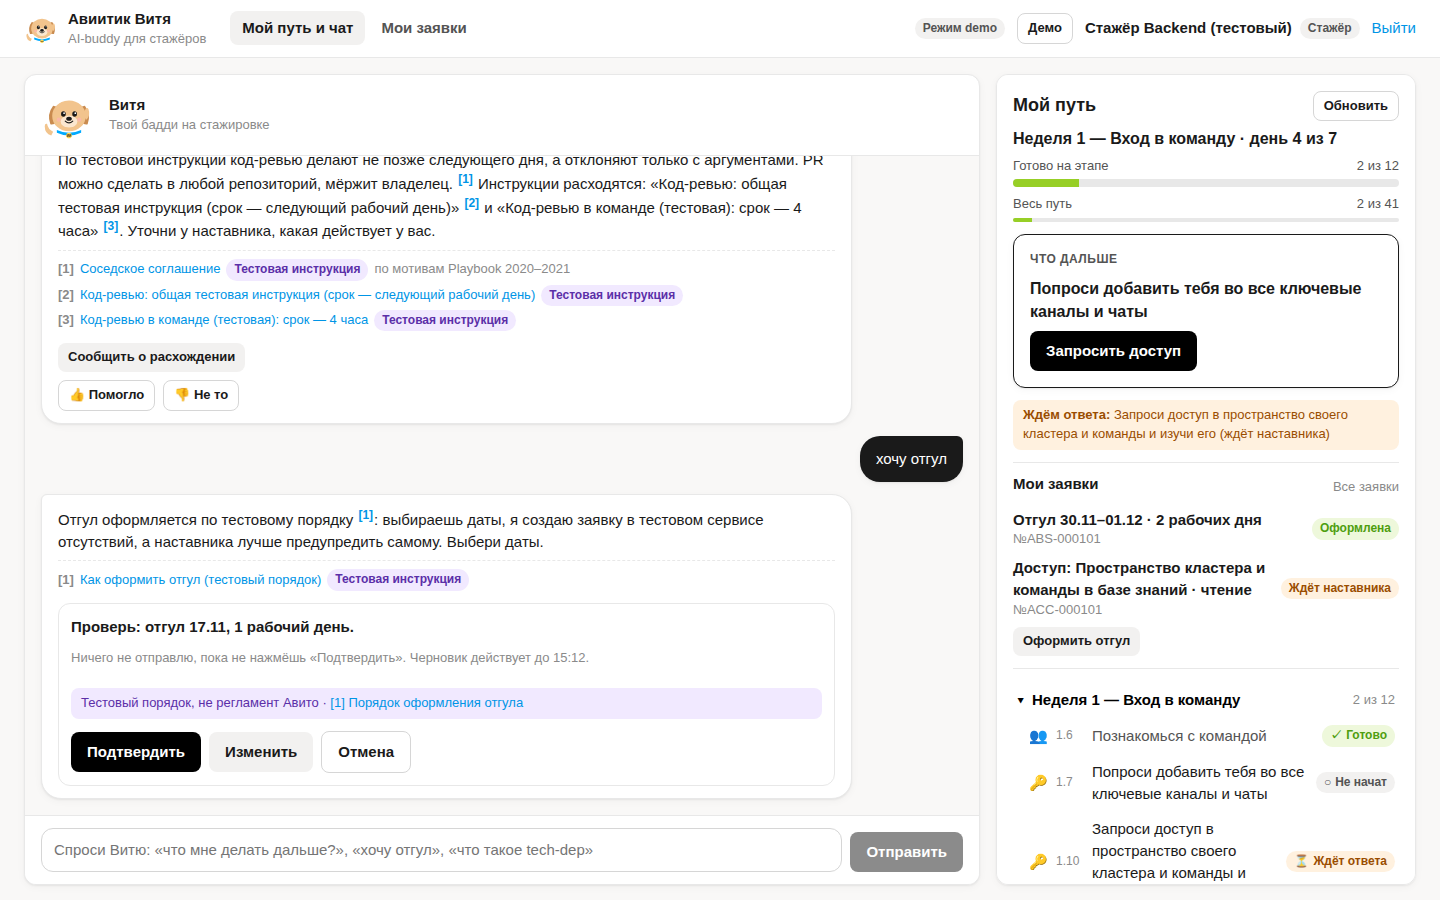 Авиитик Витя
AI-buddy для стажёров
Мой путь и чат
Мои заявки
Режим demo
Демо
Стажёр Backend (тестовый)
Стажёр
Выйти
Витя
Твой бадди на стажировке
По тестовой инструкции код-ревью делают не позже следующего дня, а отклоняют только с аргументами. PR
можно сделать в любой репозиторий, мёржит владелец. [1] Инструкции расходятся: «Код-ревью: общая
тестовая инструкция (срок — следующий рабочий день)» [2] и «Код-ревью в команде (тестовая): срок — 4
часа» [3]. Уточни у наставника, какая действует у вас.
[1] Соседское соглашение Тестовая инструкция по мотивам Playbook 2020–2021
[2] Код-ревью: общая тестовая инструкция (срок — следующий рабочий день) Тестовая инструкция
[3] Код-ревью в команде (тестовая): срок — 4 часа Тестовая инструкция
Сообщить о расхождении
👍 Помогло
👎 Не то
хочу отгул
Отгул оформляется по тестовому порядку [1]: выбираешь даты, я создаю заявку в тестовом сервисе
отсутствий, а наставника лучше предупредить самому. Выбери даты.
[1] Как оформить отгул (тестовый порядок) Тестовая инструкция
Проверь: отгул 17.11, 1 рабочий день.
Ничего не отправлю, пока не нажмёшь «Подтвердить». Черновик действует до 15:12.
Тестовый порядок, не регламент Авито · [1] Порядок оформления отгула
Подтвердить
Изменить
Отмена
Спроси Витю: «что мне делать дальше?», «хочу отгул», «что такое tech-dep»
Отправить
Мой путь
Обновить
Неделя 1 — Вход в команду · день 4 из 7
Готово на этапе 2 из 12
Весь путь 2 из 41
ЧТО ДАЛЬШЕ
Попроси добавить тебя во все ключевые
каналы и чаты
Запросить доступ
Ждём ответа: Запроси доступ в пространство своего
кластера и команды и изучи его (ждёт наставника)
Мои заявки
Все заявки
Отгул 30.11–01.12 · 2 рабочих дня
Оформлена
№ABS-000101
Доступ: Пространство кластера и
команды в базе знаний · чтение
Ждёт наставника
№ACC-000101
Оформить отгул
▼ Неделя 1 — Вход в команду 2 из 12
👥 1.6 Познакомься с командой ✓ Готово
🔑 1.7 Попроси добавить тебя во все
ключевые каналы и чаты
○ Не начат
Запроси доступ в
пространство своего
🔑 1.10 кластера и команды и
⏳ Ждёт ответа